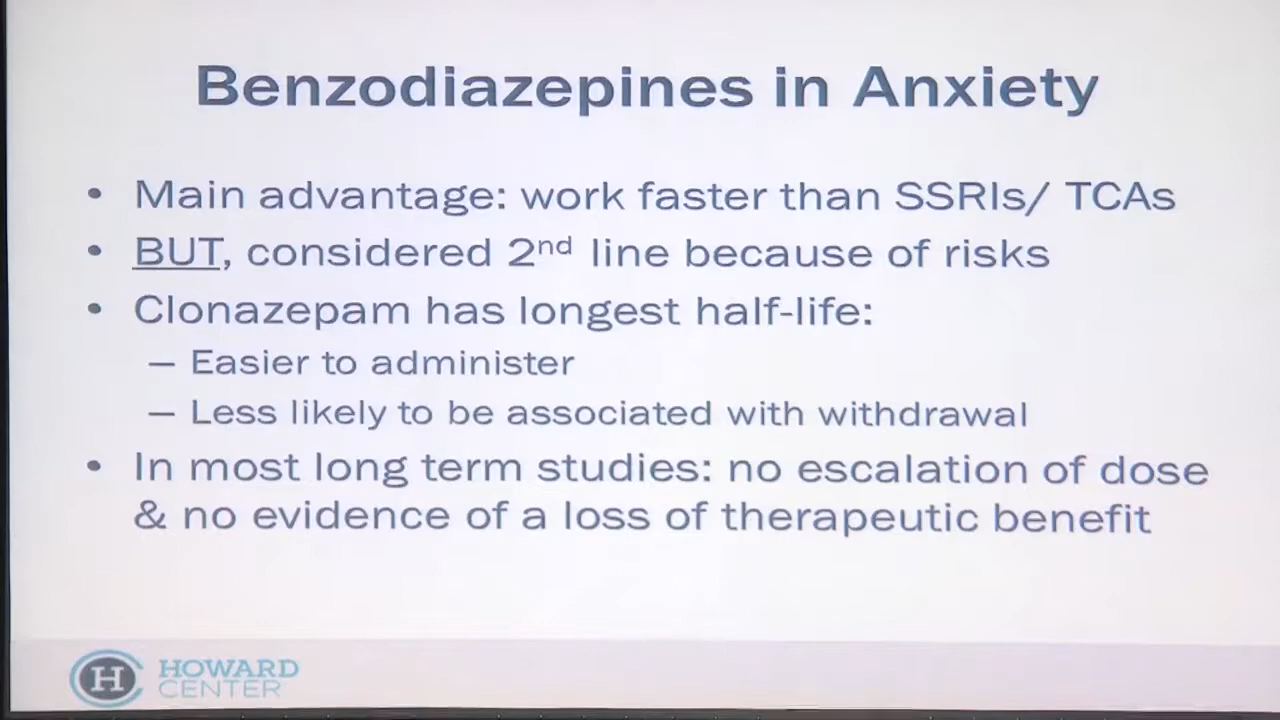 Benzodiazepines in Anxiety
• Main advantage: work faster than SSRIs/ TCAs
• BUT, considered 2nd line because of risks
• Clonazepam has longest half-life:
– Easier to administer
– Less likely to be associated with withdrawal
• In most long term studies: no escalation of dose
& no evidence of a loss of therapeutic benefit
H HOWARD
CENTER